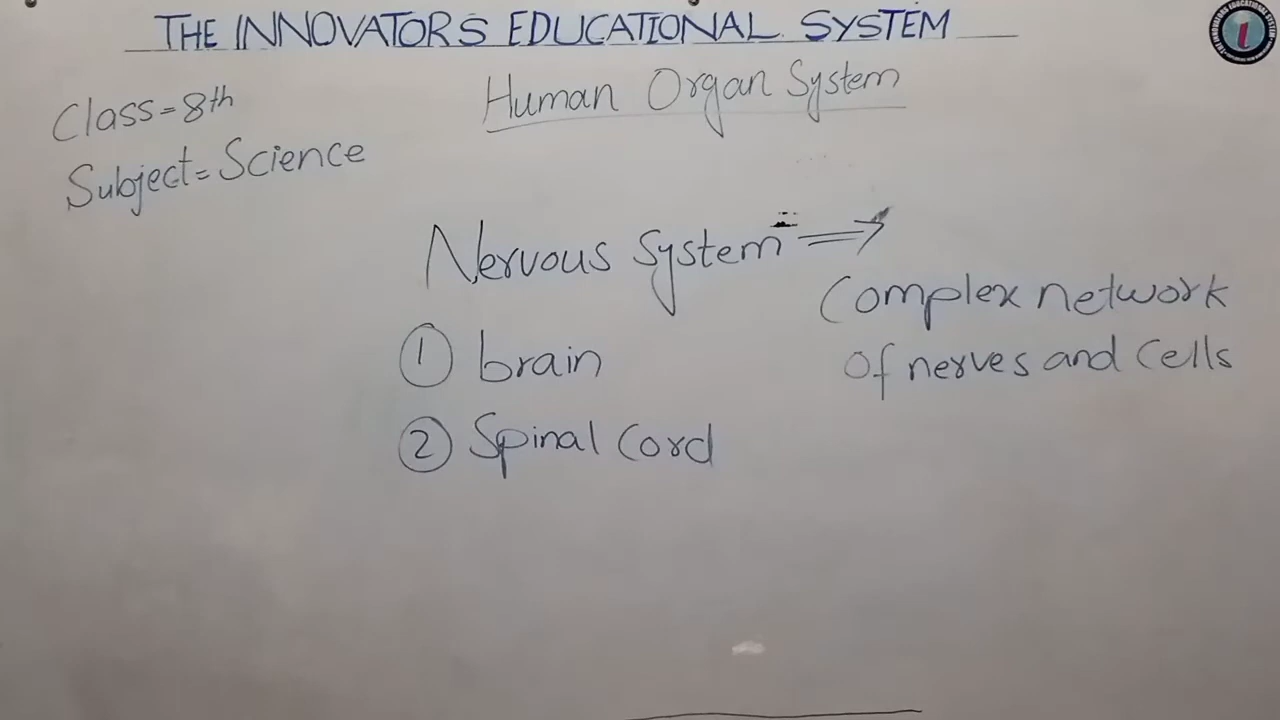 THE INNOVATORS EDUCATIONAL SYSTEM
Human Organ System
Class = 8th
Subject = Science
Nervous System ⇒
Complex network
of nerves and cells
① brain
② Spinal Cord